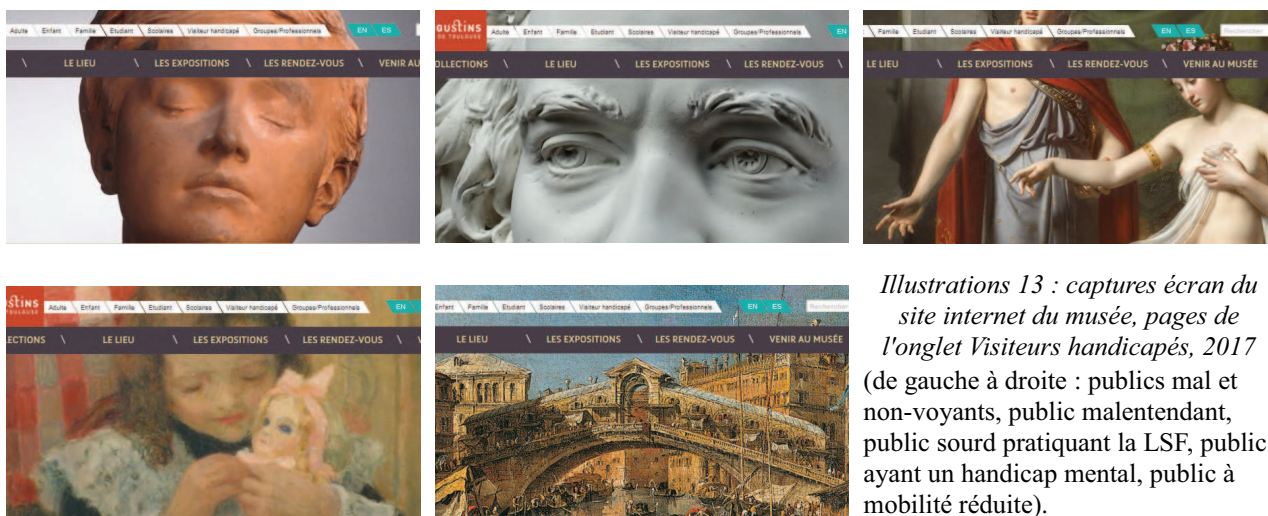 Adulte \ Enfant \ Famille \ Etudiant \ Scolaires \ Visiteur handicapé \ Groupes/Professionnels EN ES
\ LE LIEU \ LES EXPOSITIONS \ LES RENDEZ-VOUS \ VENIR AU
GUSTINS
DE TOULOUSE
Adulte \ Enfant \ Famille \ Etudiant \ Scolaires \ Visiteur handicapé \ Groupes/Professionnels EN
OLLECTIONS \ LE LIEU \ LES EXPOSITIONS \ LES RENDEZ-VOUS \
\ Famille \ Etudiant \ Scolaires \ Visiteur handicapé \ Groupes/Professionnels EN ES Rechercher
LE LIEU \ LES EXPOSITIONS \ LES RENDEZ-VOUS \ VENIR AU MUSÉE
USTINS
TOULOUSE
Adulte \ Enfant \ Famille \ Etudiant \ Scolaires \ Visiteur handicapé \ Groupes/Professionnels EN
LECTIONS \ LE LIEU \ LES EXPOSITIONS \ LES RENDEZ-VOUS \
Enfant \ Famille \ Etudiant \ Scolaires \ Visiteur handicapé \ Groupes/Professionnels EN ES Rechercher
LE LIEU \ LES EXPOSITIONS \ LES RENDEZ-VOUS \ VENIR AU MUSÉE
Illustrations 13 : captures écran du
site internet du musée, pages de
l'onglet Visiteurs handicapés, 2017
(de gauche à droite : publics mal et
non-voyants, public malentendant,
public sourd pratiquant la LSF, public
ayant un handicap mental, public à
mobilité réduite).